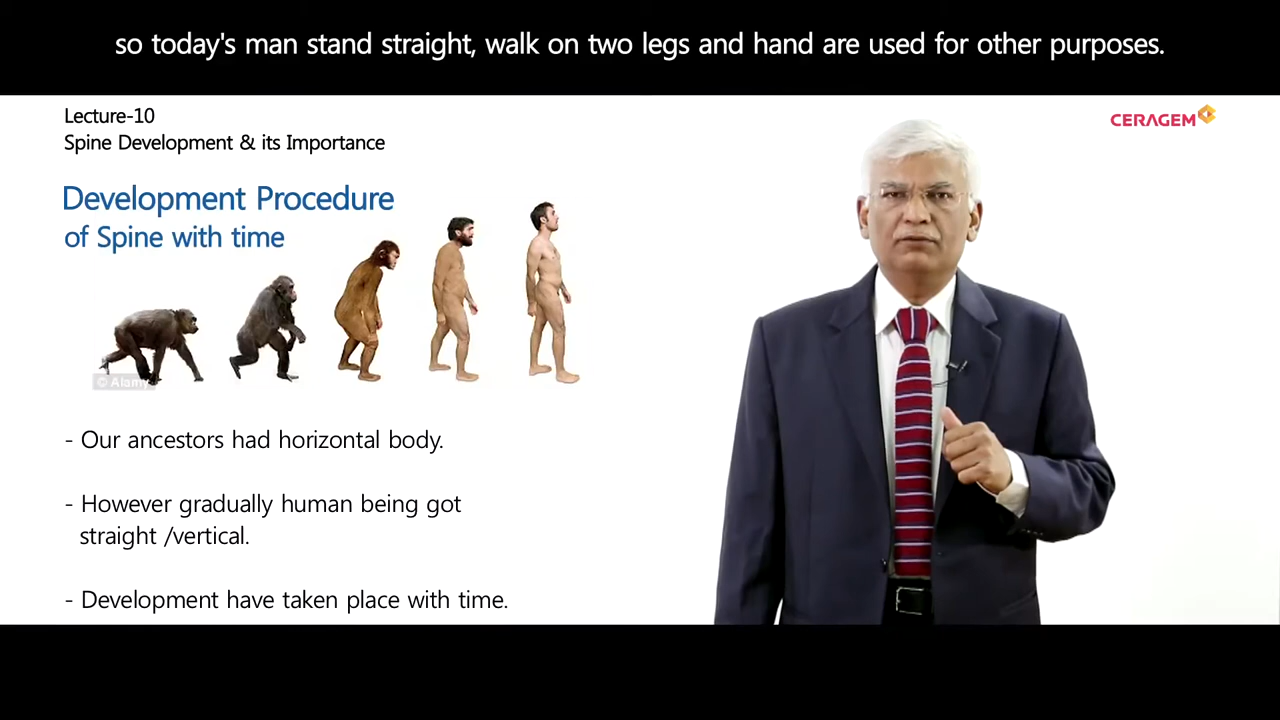 so today's man stand straight, walk on two legs and hand are used for other purposes.
Lecture-10
Spine Development & its Importance
CERAGEM
Development Procedure
of Spine with time
© Alamy
- Our ancestors had horizontal body.
- However gradually human being got
straight /vertical.
- Development have taken place with time.